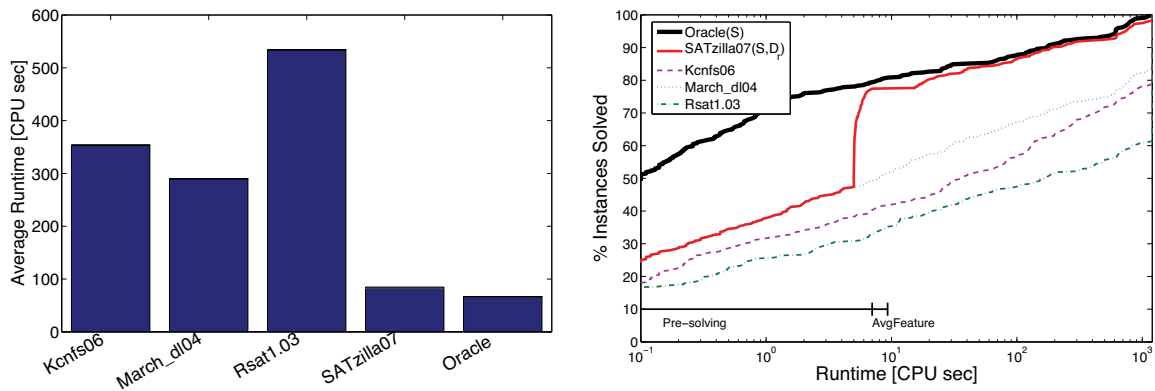 600
500
400
300
200
100
0
Average Runtime [CPU sec]
Kcnfs06
March_dl04
Rsat1.03
SATzilla07
Oracle
100
90
80
70
60
50
40
30
20
10
0
% Instances Solved
Oracle(S)
SATzilla07(S,D_r)
Kcnfs06
March_dl04
Rsat1.03
Pre-solving
AvgFeature
10^-1
10^0
10^1
10^2
10^3
Runtime [CPU sec]